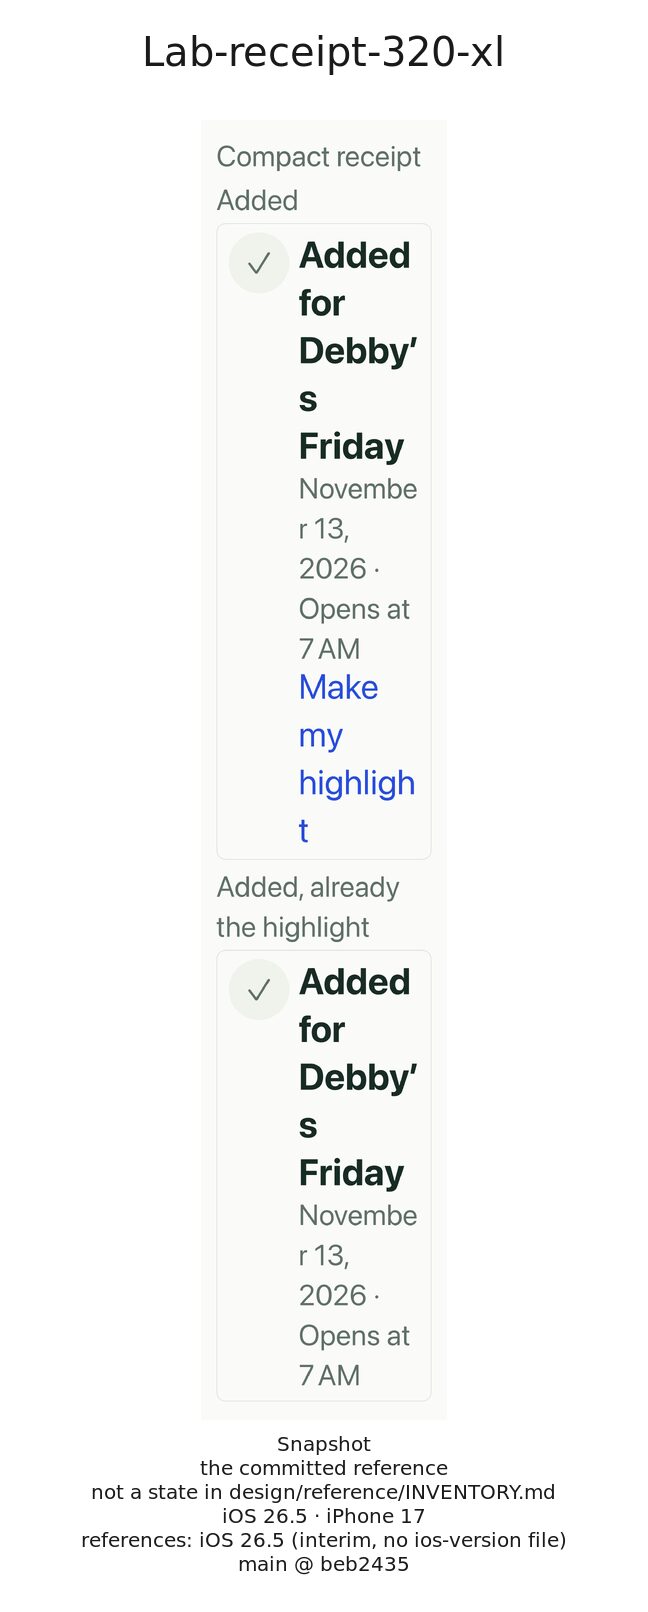 Lab-receipt-320-xl
Compact receipt
Added
Added
for
Debby’
s
Friday
Novembe
r 13,
2026 ·
Opens at
7 AM
Make
my
highligh
t
Added, already
the highlight
Added
for
Debby’
s
Friday
Novembe
r 13,
2026 ·
Opens at
7 AM
Snapshot
the committed reference
not a state in design/reference/INVENTORY.md
iOS 26.5 · iPhone 17
references: iOS 26.5 (interim, no ios-version file)
main @ beb2435